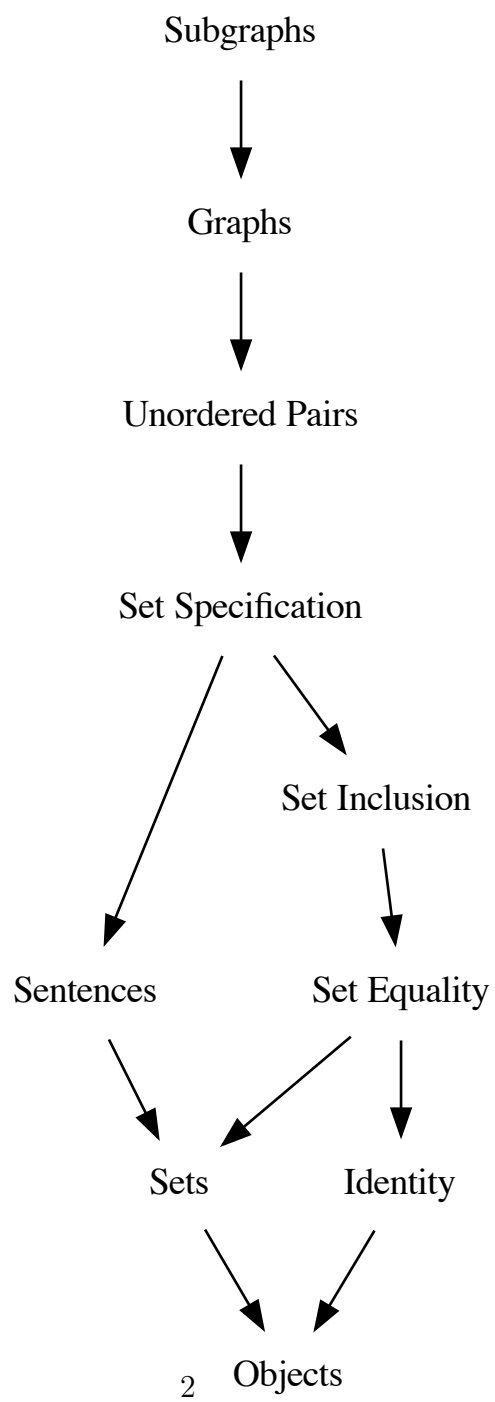 Subgraphs
Graphs
Unordered Pairs
Set Specification
Set Inclusion
Sentences
Set Equality
Sets
Identity
2
Objects